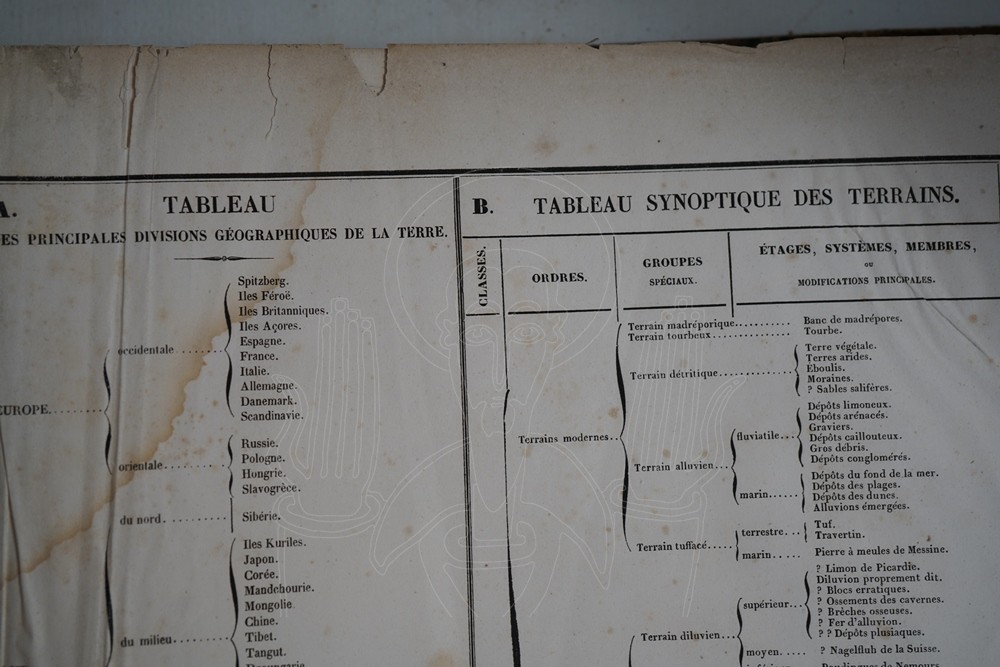 A.
TABLEAU
ES PRINCIPALES DIVISIONS GÉOGRAPHIQUES DE LA TERRE.
EUROPE.
occidentale
Spitzberg.
Iles Féroë.
Iles Britanniques.
Iles Açores.
Espagne.
France.
Italie.
Allemagne.
Danemark.
Scandinavie.
orientale
Russie.
Pologne.
Hongrie.
Slavogrèce.
du nord.
Sibérie.
du milieu
Iles Kuriles.
Japon.
Corée.
Mandchourie.
Mongolie
Chine.
Tibet.
Tangut.
B. TABLEAU SYNOPTIQUE DES TERRAINS.
CLASSES.
ORDRES.
GROUPES
SPÉCIAUX.
ÉTAGES, SYSTÈMES, MEMBRES,
OU
MODIFICATIONS PRINCIPALES.
Terrains modernes..
Terrain madréporique.......... Banc de madrépores.
Terrain tourbeux.............. Tourbe.
Terrain détritique..............
Terre végétale.
Terres arides.
Eboulis.
Moraines.
? Sables salifères.
Terrain alluvien...
fluviatile...
Dépôts limoneux.
Dépôts arénacés.
Graviers.
Dépôts caillouteux.
Gros débris.
Dépôts conglomérés.
marin......
Dépôts du fond de la mer.
Dépôts des plages.
Dépôts des dunes.
Alluvions émergées.
Terrain tuffacé.....
terrestre...
Tuf.
Travertin.
marin..... Pierre à meules de Messine.
Terrain diluvien...
supérieur...
? Limon de Picardie.
Diluvion proprement dit.
? Blocs erratiques.
? Ossements des cavernes.
? Brèches osseuses.
? Fer d'alluvion.
? ? Dépôts plusiaques.
moyen..... ? Nagelfluh de la Suisse.